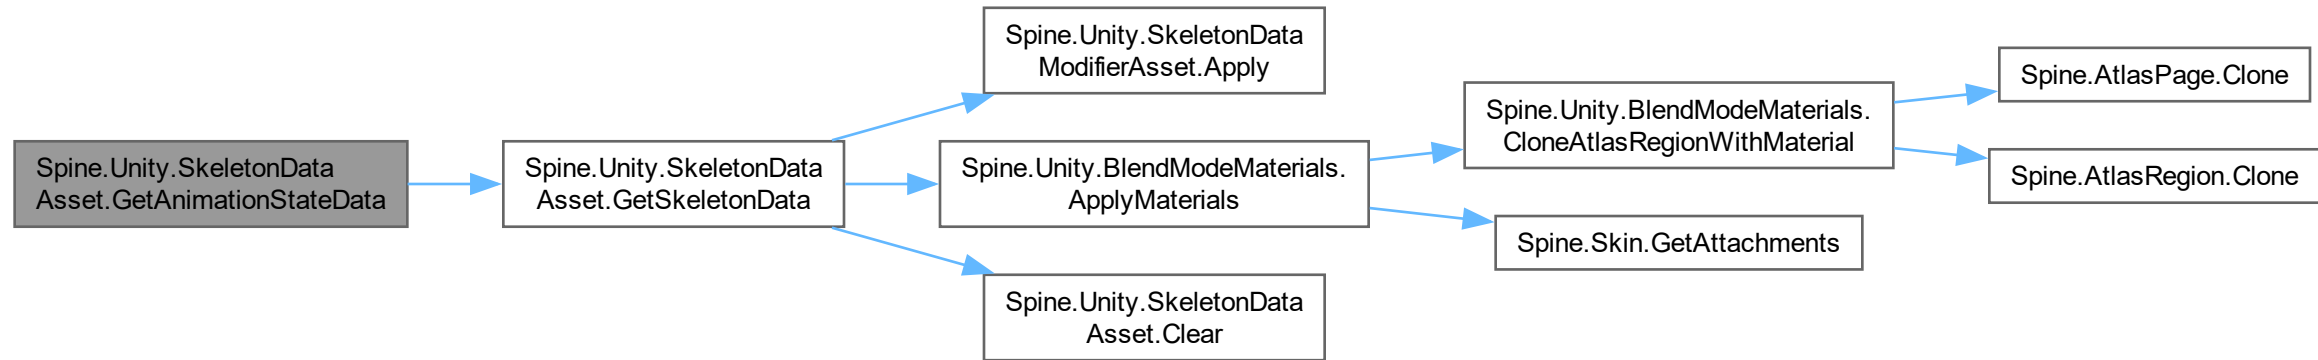 Spine.Unity.SkeletonData
Asset.GetAnimationStateData
Spine.Unity.SkeletonData
Asset.GetSkeletonData
Spine.Unity.SkeletonData
ModifierAsset.Apply
Spine.Unity.BlendModeMaterials.
ApplyMaterials
Spine.Unity.SkeletonData
Asset.Clear
Spine.Unity.BlendModeMaterials.
CloneAtlasRegionWithMaterial
Spine.Skin.GetAttachments
Spine.AtlasPage.Clone
Spine.AtlasRegion.Clone